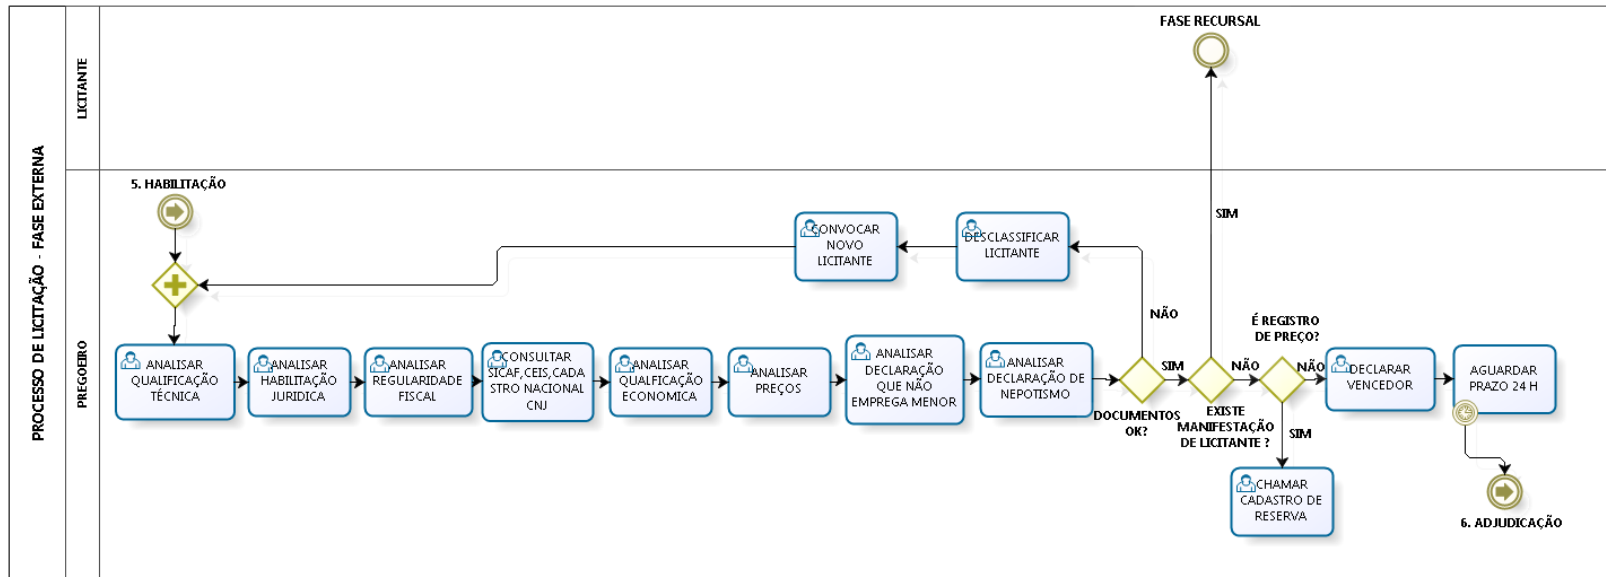 PROCESSO DE LICITAÇÃO - FASE EXTERNA
LICITANTE
PREGOEIRO
FASE RECURSAL
5. HABILITAÇÃO
SIM
CONVOCAR
NOVO
LICITANTE
DESCLASSIFICAR
LICITANTE
NÃO
É REGISTRO
DE PREÇO?
ANALISAR
QUALIFICAÇÃO
TÉCNICA
ANALISAR
HABILITAÇÃO
JURIDICA
ANALISAR
REGULARIDADE
FISCAL
CONSULTAR
SICAF,CEIS,CADA
STRO NACIONAL
CNJ
ANALISAR
QUALFICAÇÃO
ECONOMICA
ANALISAR
PREÇOS
ANALISAR
DECLARAÇÃO
QUE NÃO
EMPREGA MENOR
ANALISAR
DECLARAÇÃO DE
NEPOTISMO
DOCUMENTOS
OK?
SIM
EXISTE
MANIFESTAÇÃO
DE LICITANTE ?
NÃO
NÃO
SIM
DECLARAR
VENCEDOR
AGUARDAR
PRAZO 24 H
CHAMAR
CADASTRO DE
RESERVA
6. ADJUDICAÇÃO